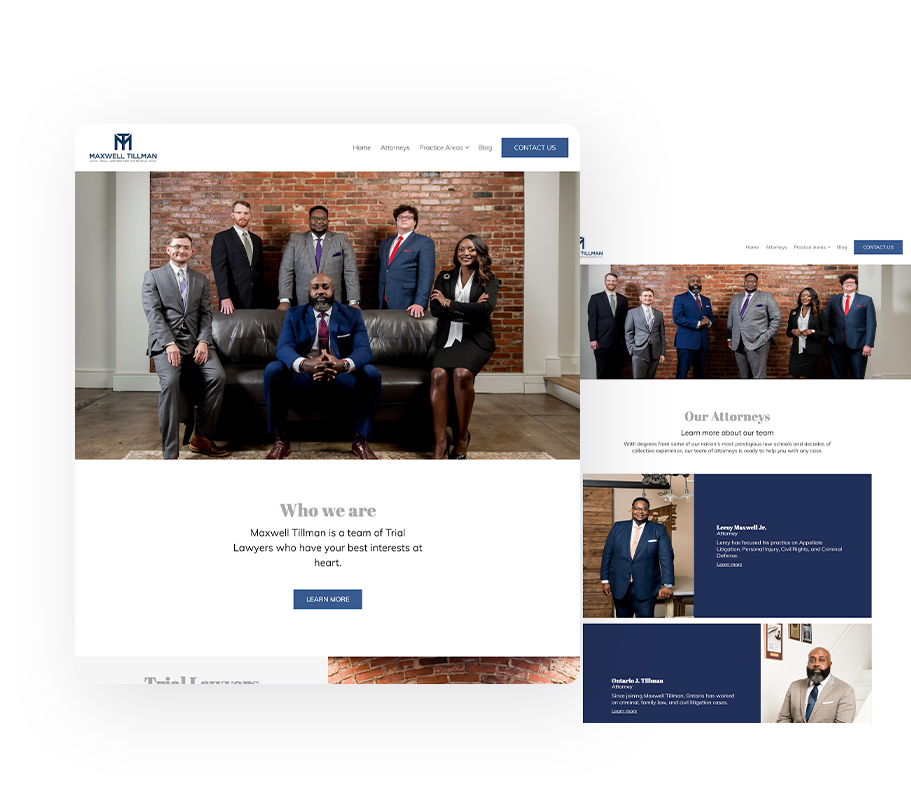 MAXWELL TILLMAN
Home Attorneys Practice Areas Blog CONTACT US
Who we are
Maxwell Tillman is a team of Trial
Lawyers who have your best interests at
heart.
LEARN MORE
Trial Lawyers
TILLMAN
Home Attorneys Practice Areas Blog CONTACT US
Our Attorneys
Learn more about our team
With degrees from some of our nation's most prestigious law schools and decades of
collective experience, our team of attorneys is ready to help you with any case.
Leroy Maxwell Jr.
Attorney
Leroy has focused his practice on Appellate
Litigation, Personal Injury, Civil Rights, and Criminal
Defense.
Learn more
Ontario J. Tillman
Attorney
Since joining Maxwell Tillman, Ontario has worked
on criminal, family law, and civil litigation cases.
Learn more